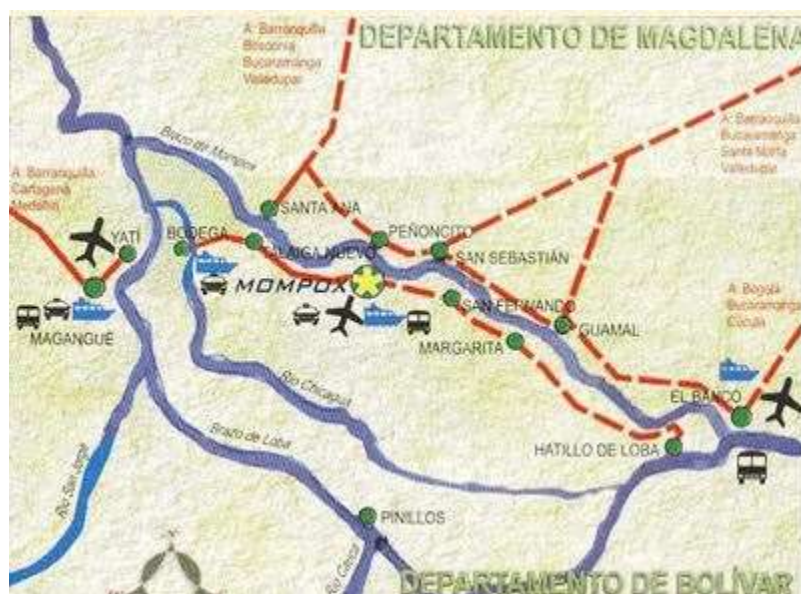 A: Barranquilla
Bosconia
Bucaramanga
Valledupar
DEPARTAMENTO DE MAGDALENA
Brazo de Mompox
A: Barranquilla
Bucaramanga
Santa Marta
Valledupar
A: Barranquilla
Cartagena
Medellín
SANTA ANA
YATÍ
BODEGA
PEÑONCITO
TALAIGA NUEVO
SAN SEBASTIÁN
MOMPOX
SAN FERNANDO
GUAMAL
A: Bogotá
Bucaramanga
Cúcuta
MAGANGUÉ
MARGARITA
Río Chicagua
EL BANCO
Brazo de Loba
HATILLO DE LOBA
Río San Jorge
PINILLOS
Río Cauca
DEPARTAMENTO DE BOLÍVAR